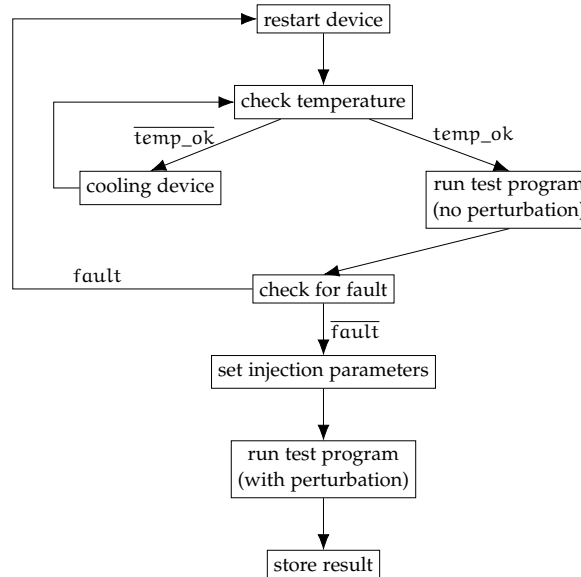 restart device
check temperature
temp_ok
temp_ok
cooling device
run test program
(no perturbation)
fault
check for fault
fault
set injection parameters
run test program
(with perturbation)
store result